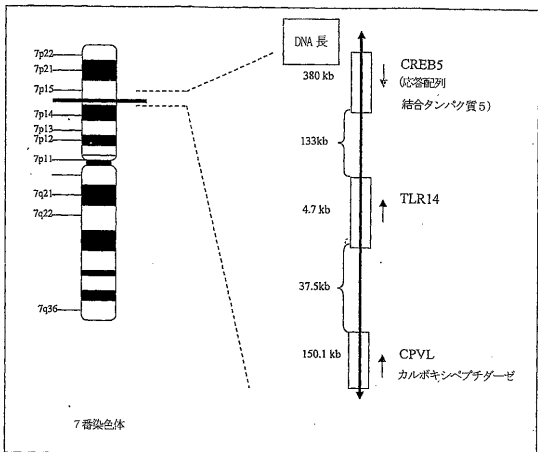 7p22
7p21
7p15
7p14
7p13
7p12
7p11
7q21
7q22
7q36
7番染色体
DNA 長
380 kb
CREB5
(応答配列
結合タンパク質5)
133kb
4.7 kb
TLR14
37.5kb
150.1 kb
CPVL
カルボキシペプチダーゼ